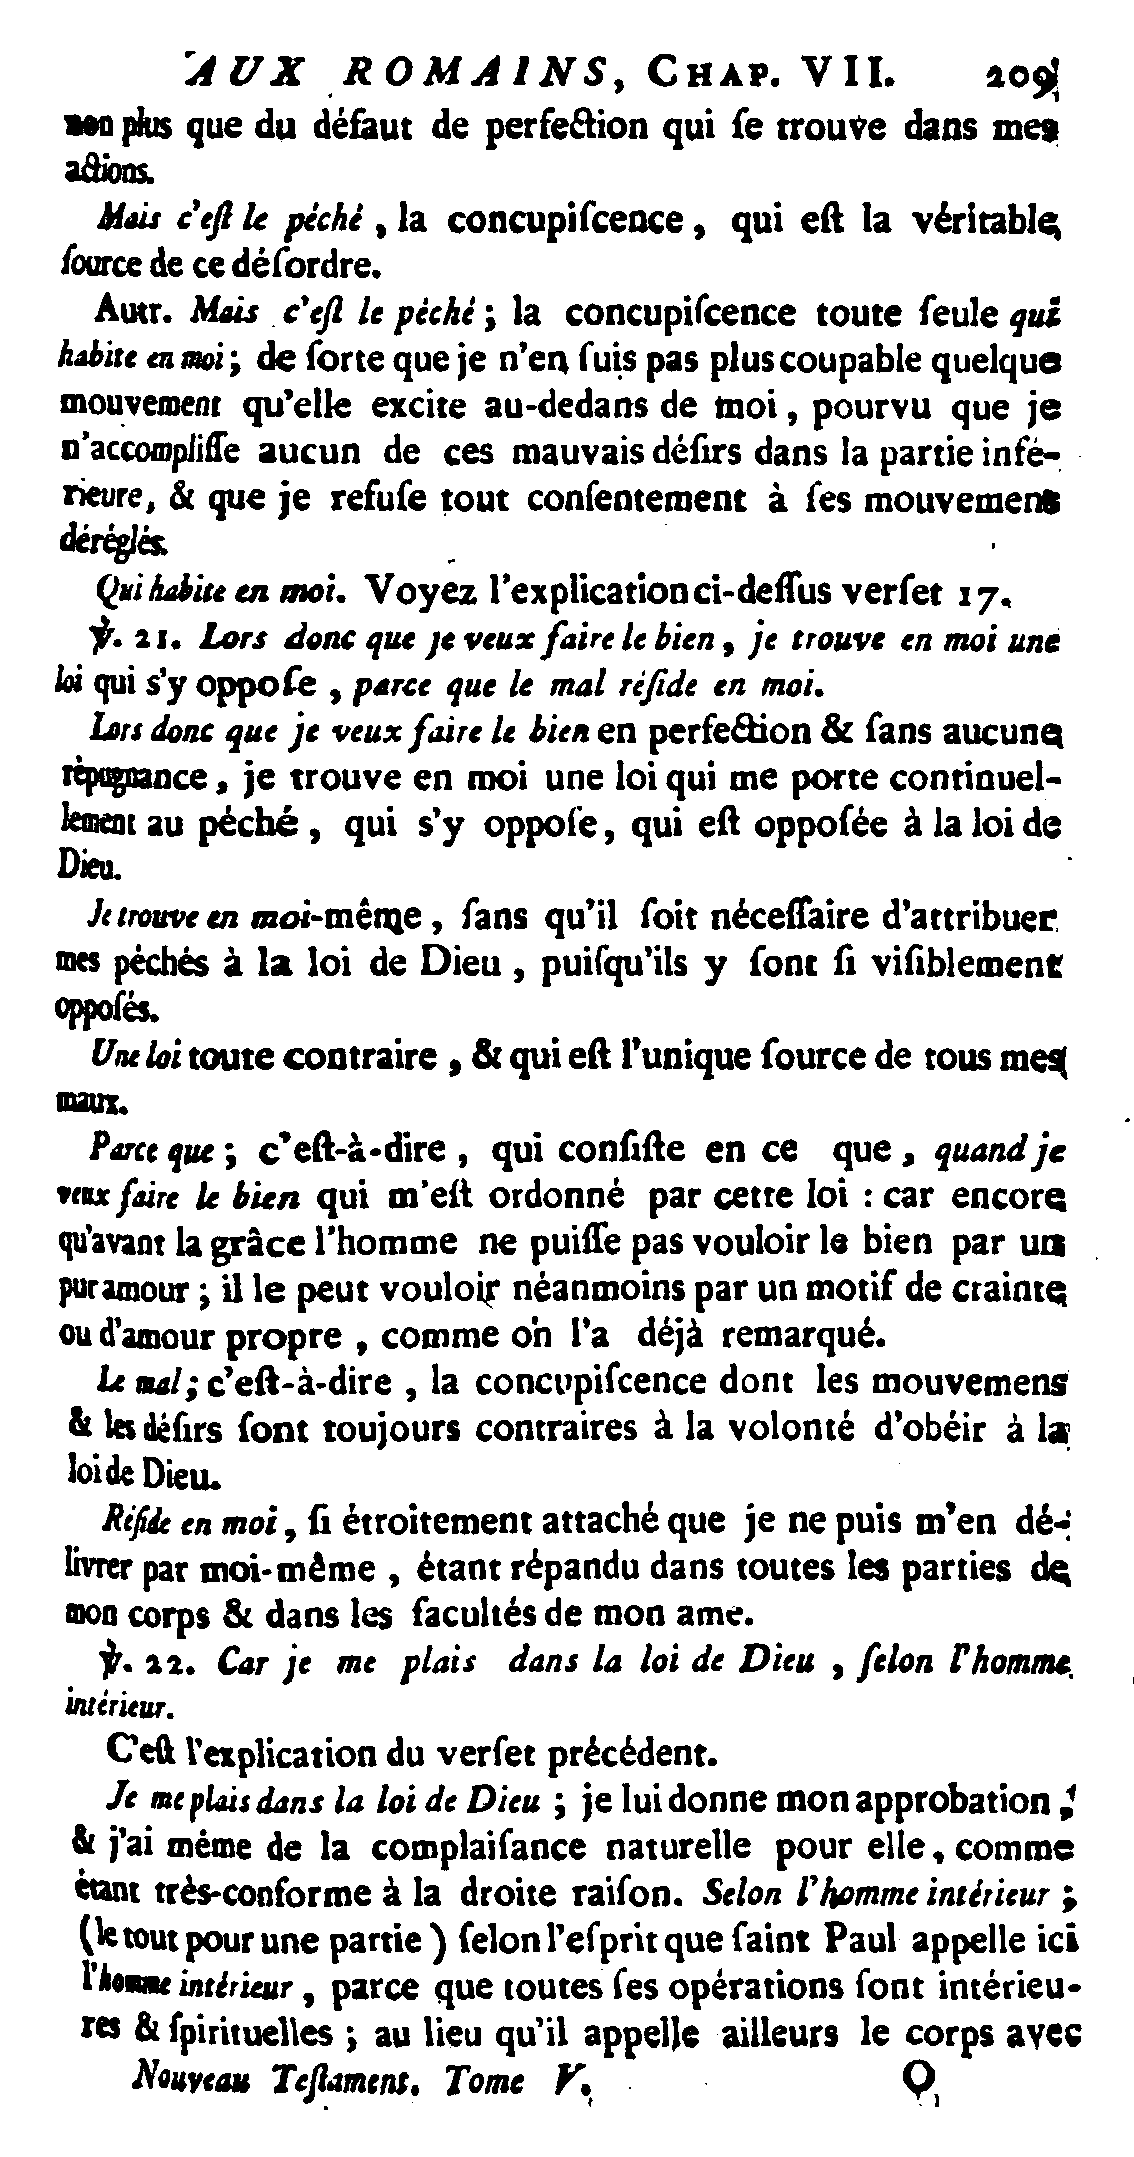 AUX ROMAINS, CHAP. VII. 209
non plus que du défaut de perfection qui ſe trouve dans mes
actions.
Mais c'eſt le péché, la concupiſcence, qui eſt la véritable
ſource de ce déſordre.
Autr. Mais c'eſt le péché; la concupiſcence toute ſeule qui
habite en moi; de ſorte que je n'en ſuis pas plus coupable quelque
mouvement qu'elle excite au-dedans de moi, pourvu que je
n'accompliſſe aucun de ces mauvais déſirs dans la partie infé-
rieure, & que je refuſe tout conſentement à ſes mouvemens
déréglés.
Qui habite en moi. Voyez l'explication ci-deſſus verſet 17.
℣. 21. Lors donc que je veux faire le bien, je trouve en moi une
loi qui s'y oppoſe, parce que le mal réſide en moi.
Lors donc que je veux faire le bien en perfection & ſans aucune
répugnance, je trouve en moi une loi qui me porte continuel-
lement au péché, qui s'y oppoſe, qui eſt oppoſée à la loi de
Dieu.
Je trouve en moi-même, ſans qu'il ſoit néceſſaire d'attribuer
mes péchés à la loi de Dieu, puiſqu'ils y ſont ſi viſiblement
oppoſés.
Une loi toute contraire, & qui eſt l'unique ſource de tous mes
maux.
Parce que; c'eſt-à-dire, qui conſiſte en ce que, quand je
veux faire le bien qui m'eſt ordonné par cette loi : car encore
qu'avant la grâce l'homme ne puiſſe pas vouloir le bien par un
pur amour; il le peut vouloir néanmoins par un motif de crainte
ou d'amour propre, comme on l'a déjà remarqué.
Le mal; c'eſt-à-dire, la concupiſcence dont les mouvemens
& les déſirs ſont toujours contraires à la volonté d'obéir à la
loi de Dieu.
Réſide en moi, ſi étroitement attaché que je ne puis m'en dé-
livrer par moi-même, étant répandu dans toutes les parties de
mon corps & dans les facultés de mon ame.
℣. 22. Car je me plais dans la loi de Dieu, ſelon l'homme
intérieur.
C'eſt l'explication du verſet précédent.
Je me plais dans la loi de Dieu; je lui donne mon approbation,
& j'ai même de la complaiſance naturelle pour elle, comme
étant très-conforme à la droite raiſon. Selon l'homme intérieur;
(le tout pour une partie) ſelon l'eſprit que ſaint Paul appelle ici
l'homme intérieur, parce que toutes ſes opérations ſont intérieu-
res & ſpirituelles; au lieu qu'il appelle ailleurs le corps avec
Nouveau Teſtament. Tome V. O